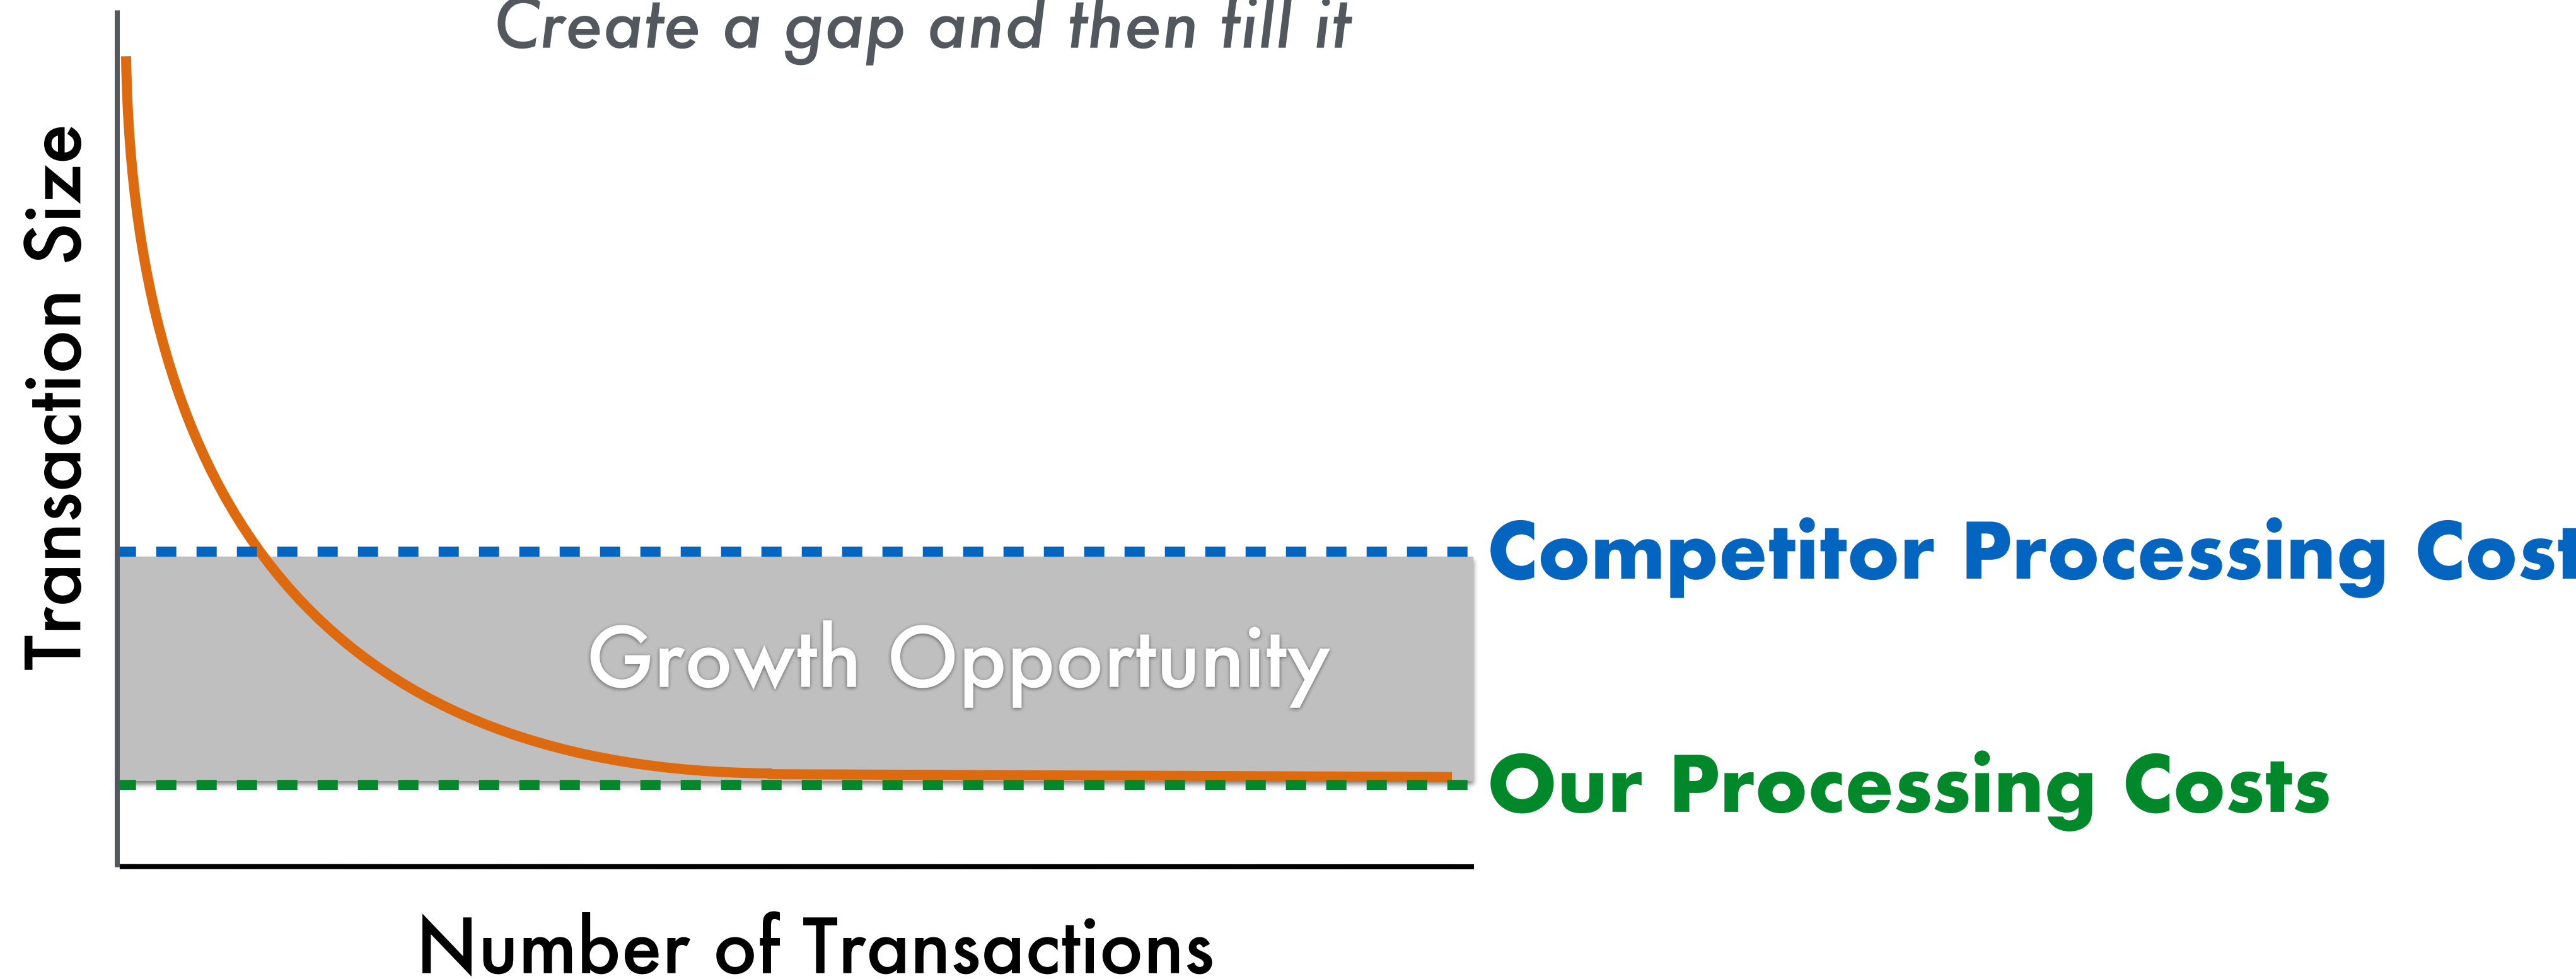 Create a gap and then fill it
Transaction Size
Competitor Processing Cost
Growth Opportunity
Our Processing Costs
Number of Transactions